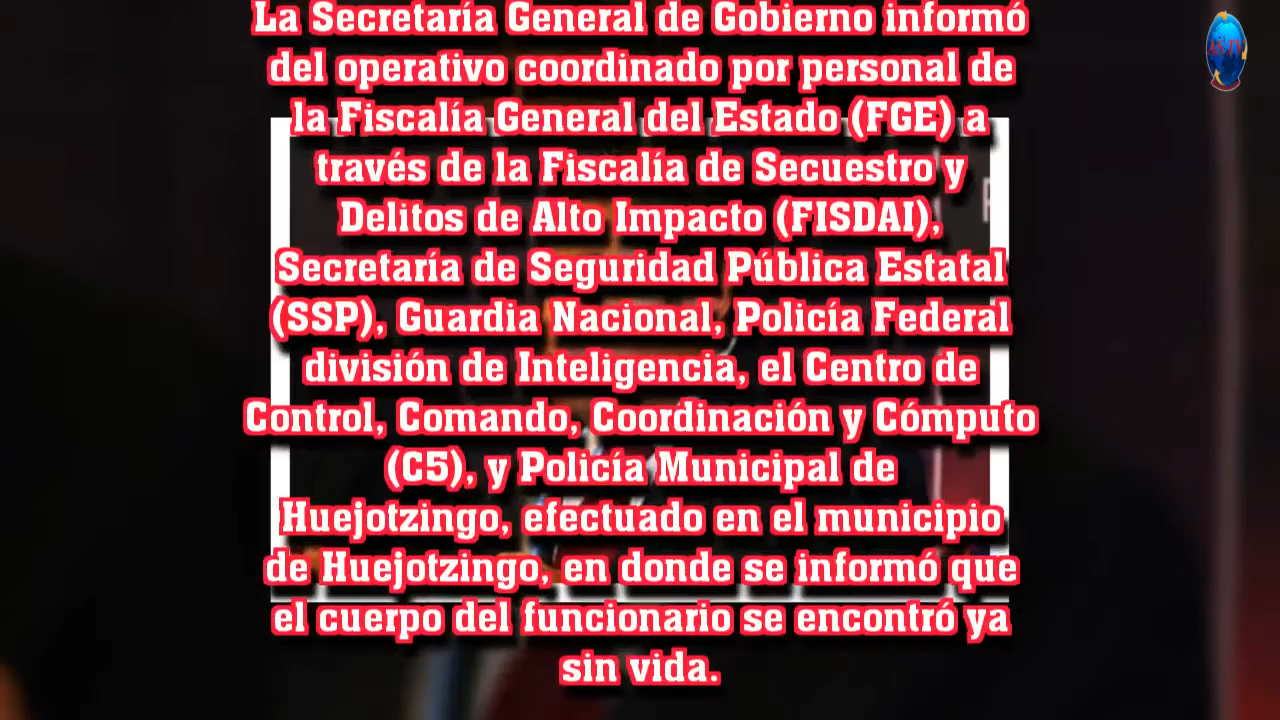 La Secretaría General de Gobierno informó
del operativo coordinado por personal de
la Fiscalía General del Estado (FGE) a
través de la Fiscalía de Secuestro y
Delitos de Alto Impacto (FISDAI),
Secretaría de Seguridad Pública Estatal
(SSP), Guardia Nacional, Policía Federal
división de Inteligencia, el Centro de
Control, Comando, Coordinación y Cómputo
(C5), y Policía Municipal de
Huejotzingo, efectuado en el municipio
de Huejotzingo, en donde se informó que
el cuerpo del funcionario se encontró ya
sin vida.